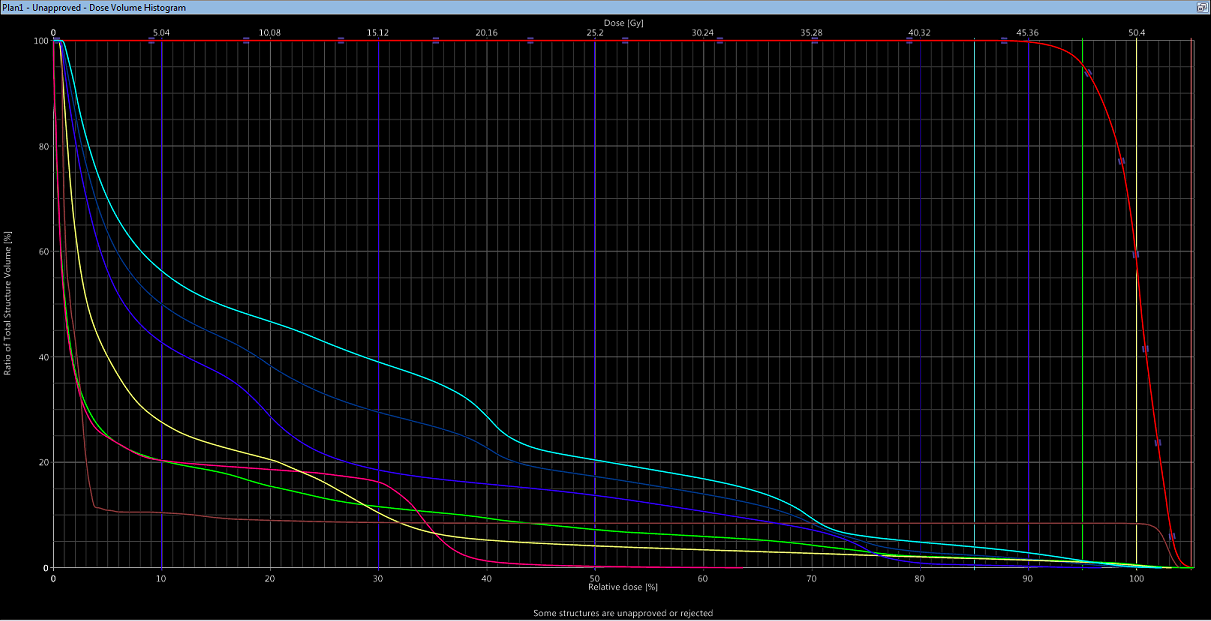 Plan1 - Unapproved - Dose Volume Histogram
Dose [Gy]
0 5.04 10.08 15.12 20.16 25.2 30.24 35.28 40.32 45.36 50.4
100
80
60
40
20
0
Ratio of Total Structure Volume [%]
0 10 20 30 40 50 60 70 80 90 100
Relative dose [%]
Some structures are unapproved or rejected